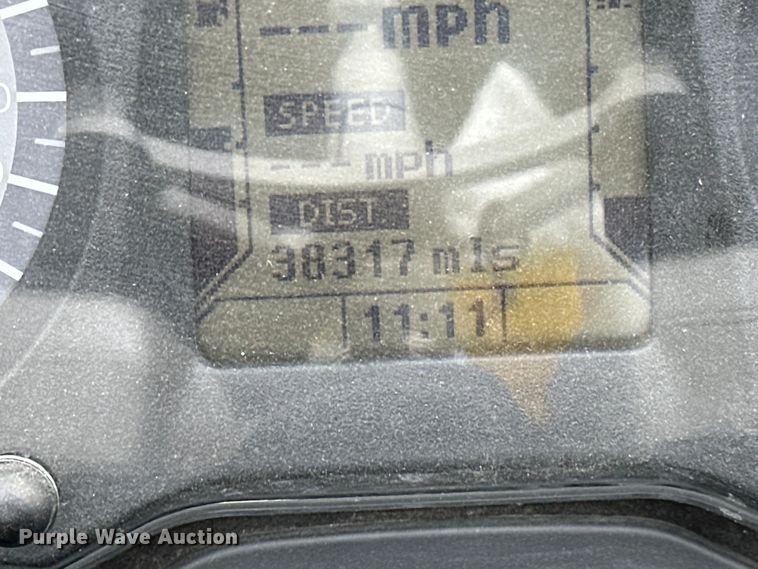 ---mph
SPEED
---mph
DIST
38317 mls
11:11
Purple Wave Auction